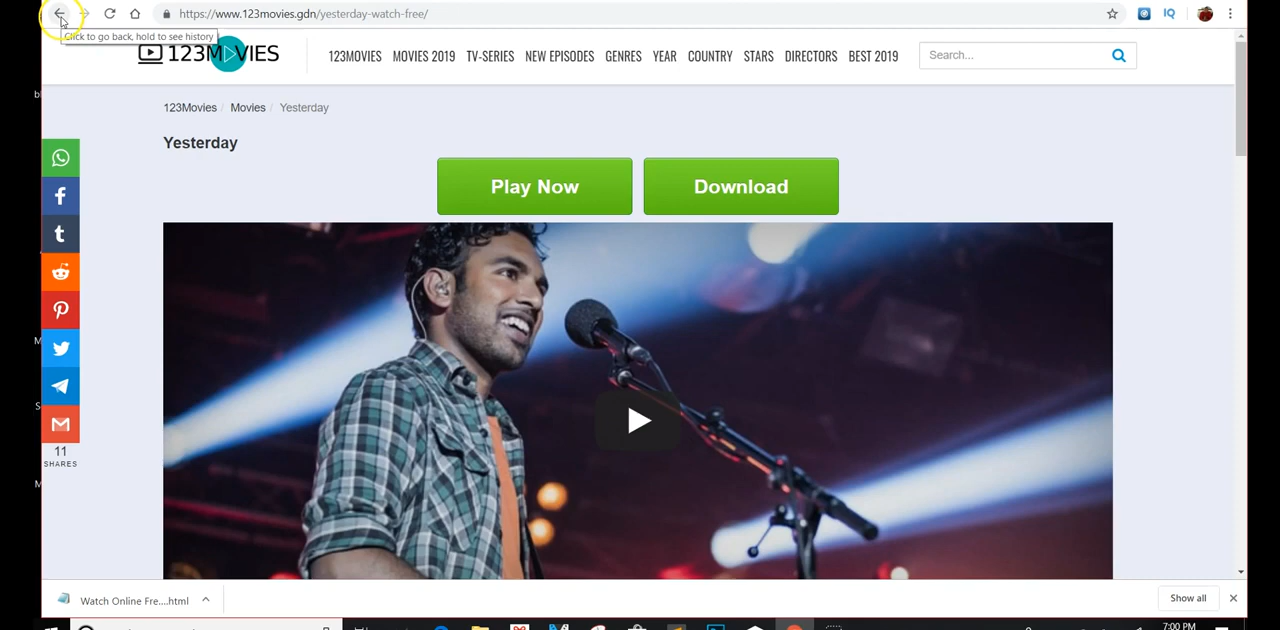 https://www.123movies.gdn/yesterday-watch-free/
IQ
Click to go back, hold to see history
123MOVIES
123MOVIES MOVIES 2019 TV-SERIES NEW EPISODES GENRES YEAR COUNTRY STARS DIRECTORS BEST 2019 Search...
123Movies / Movies / Yesterday
Yesterday
Play Now Download
11
SHARES
Watch Online Fre....html
Show all
7:00 PM